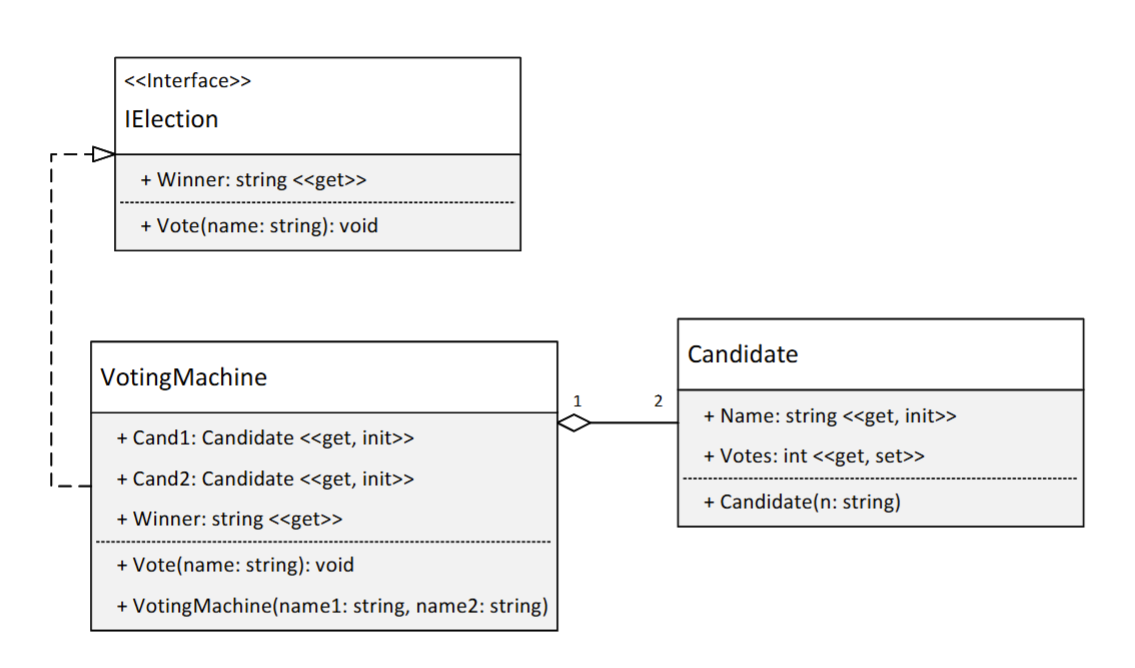 <<Interface>>
IElection
+ Winner: string <<get>>
+ Vote(name: string): void
VotingMachine
+ Cand1: Candidate <<get, init>>
+ Cand2: Candidate <<get, init>>
+ Winner: string <<get>>
+ Vote(name: string): void
+ VotingMachine(name1: string, name2: string)
1
2
Candidate
+ Name: string <<get, init>>
+ Votes: int <<get, set>>
+ Candidate(n: string)